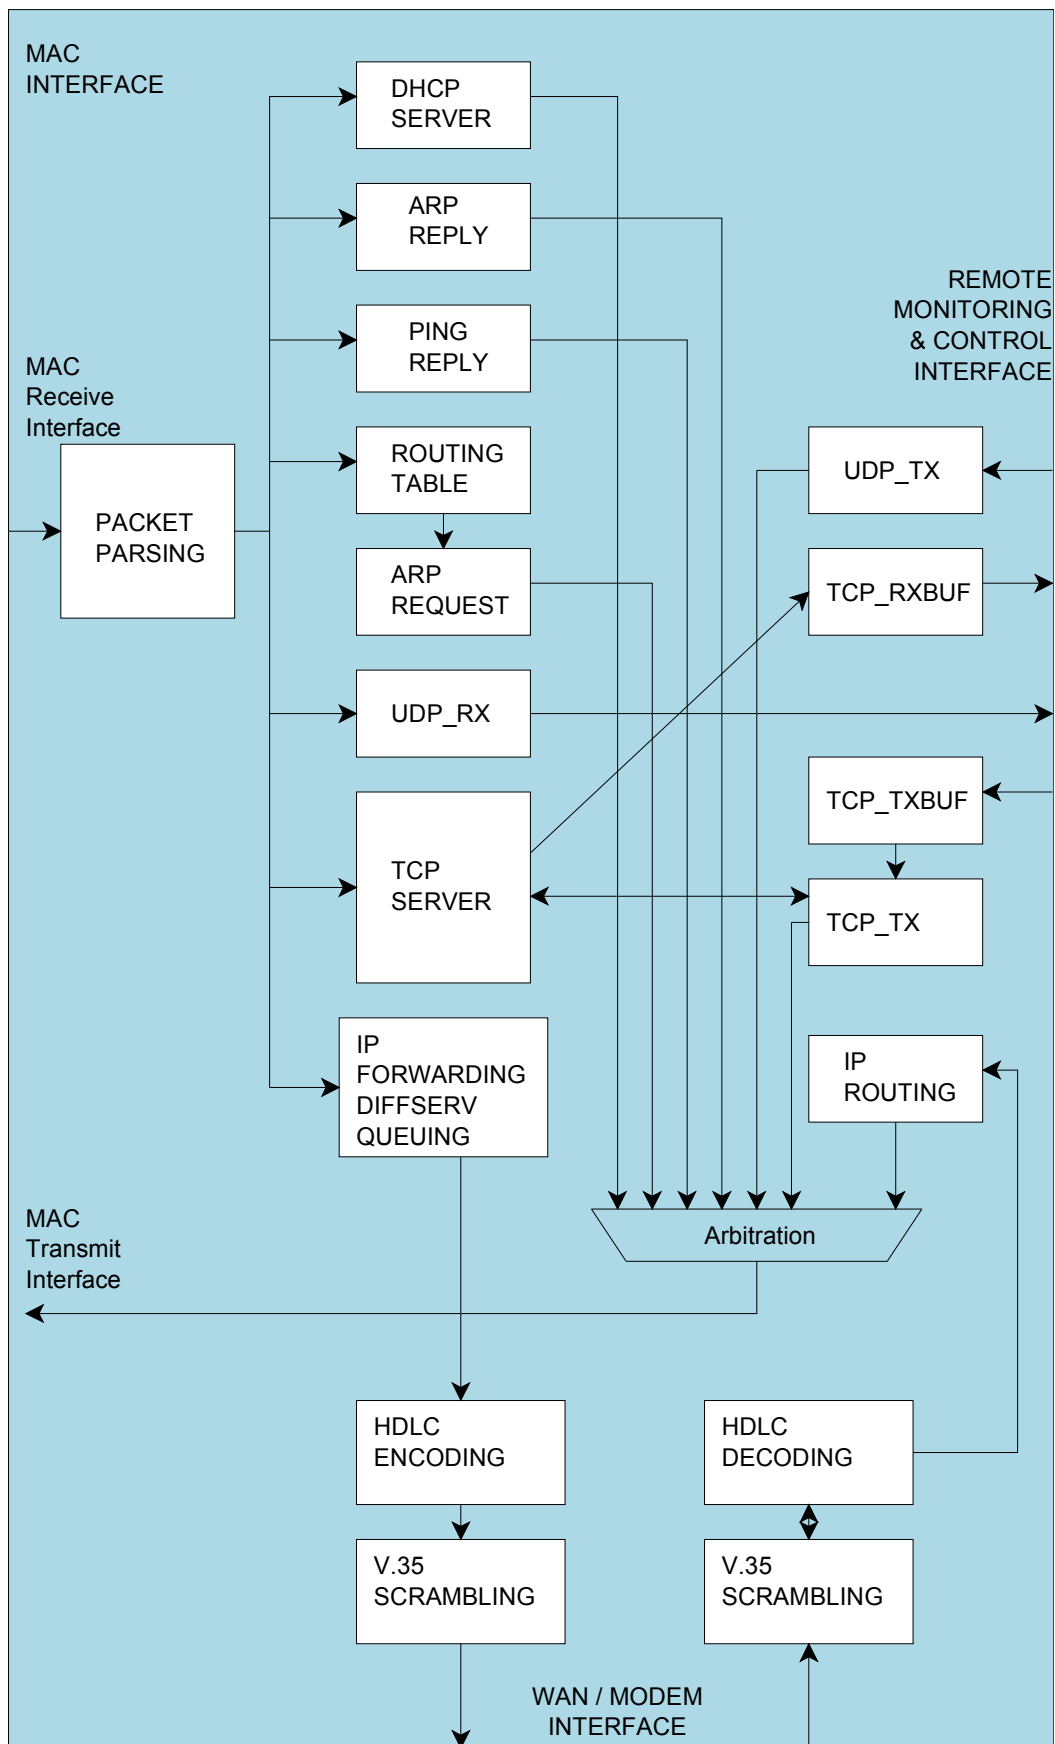 MAC
INTERFACE
DHCP
SERVER
ARP
REPLY
REMOTE
MONITORING
& CONTROL
INTERFACE
PING
REPLY
MAC
Receive
Interface
ROUTING
TABLE
UDP_TX
PACKET
PARSING
ARP
REQUEST
TCP_RXBUF
UDP_RX
TCP_TXBUF
TCP
SERVER
TCP_TX
IP
FORWARDING
DIFFSERV
QUEUING
IP
ROUTING
MAC
Transmit
Interface
Arbitration
HDLC
ENCODING
HDLC
DECODING
V.35
SCRAMBLING
V.35
SCRAMBLING
WAN / MODEM
INTERFACE